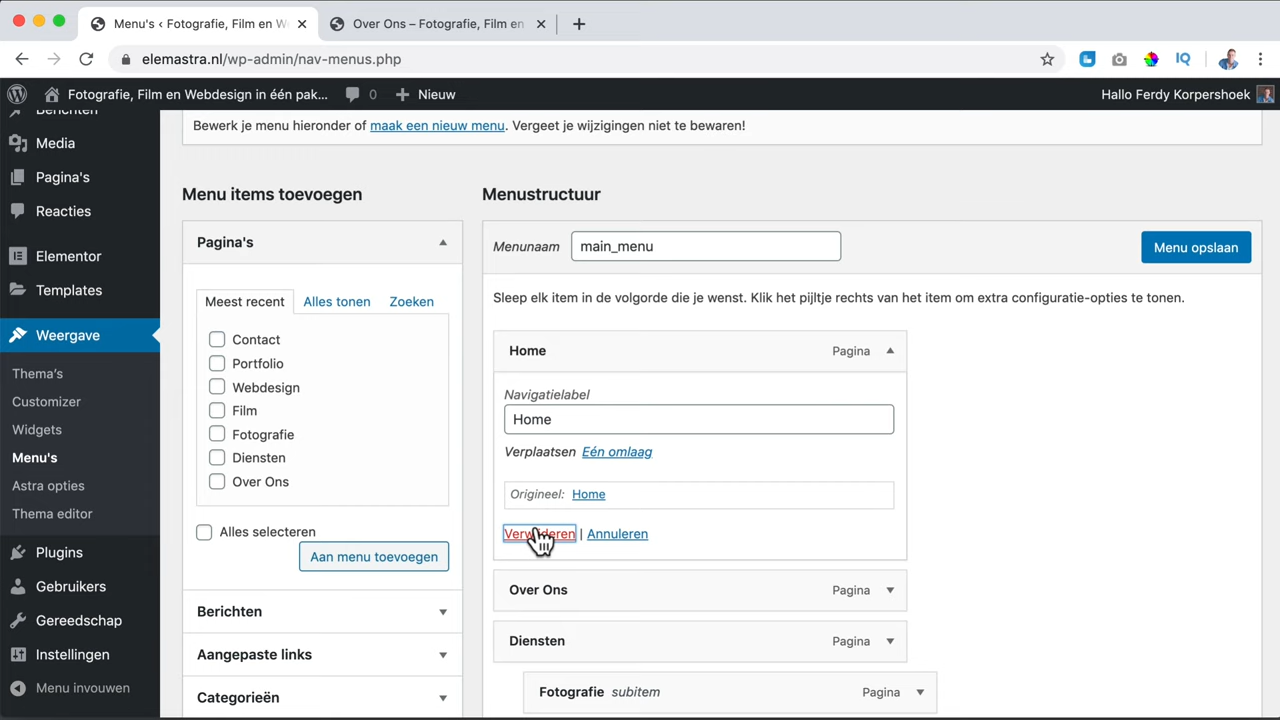 Menu's ‹ Fotografie, Film en W
Over Ons – Fotografie, Film en
elemastra.nl/wp-admin/nav-menus.php
IQ
Fotografie, Film en Webdesign in één pak...
0
Nieuw
Hallo Ferdy Korpershoek
Berichten
Media
Pagina's
Reacties
Elementor
Templates
Weergave
Thema's
Customizer
Widgets
Menu's
Astra opties
Thema editor
Plugins
Gebruikers
Gereedschap
Instellingen
Menu invouwen
Bewerk je menu hieronder of maak een nieuw menu. Vergeet je wijzigingen niet te bewaren!
Menu items toevoegen
Pagina's
Meest recent
Alles tonen
Zoeken
Contact
Portfolio
Webdesign
Film
Fotografie
Diensten
Over Ons
Alles selecteren
Aan menu toevoegen
Berichten
Aangepaste links
Categorieën
Menustructuur
Menunaam
main_menu
Menu opslaan
Sleep elk item in de volgorde die je wenst. Klik het pijltje rechts van het item om extra configuratie-opties te tonen.
Home
Pagina
Navigatielabel
Home
Verplaatsen Eén omlaag
Origineel: Home
Verwijderen | Annuleren
Over Ons
Pagina
Diensten
Pagina
Fotografie subitem
Pagina